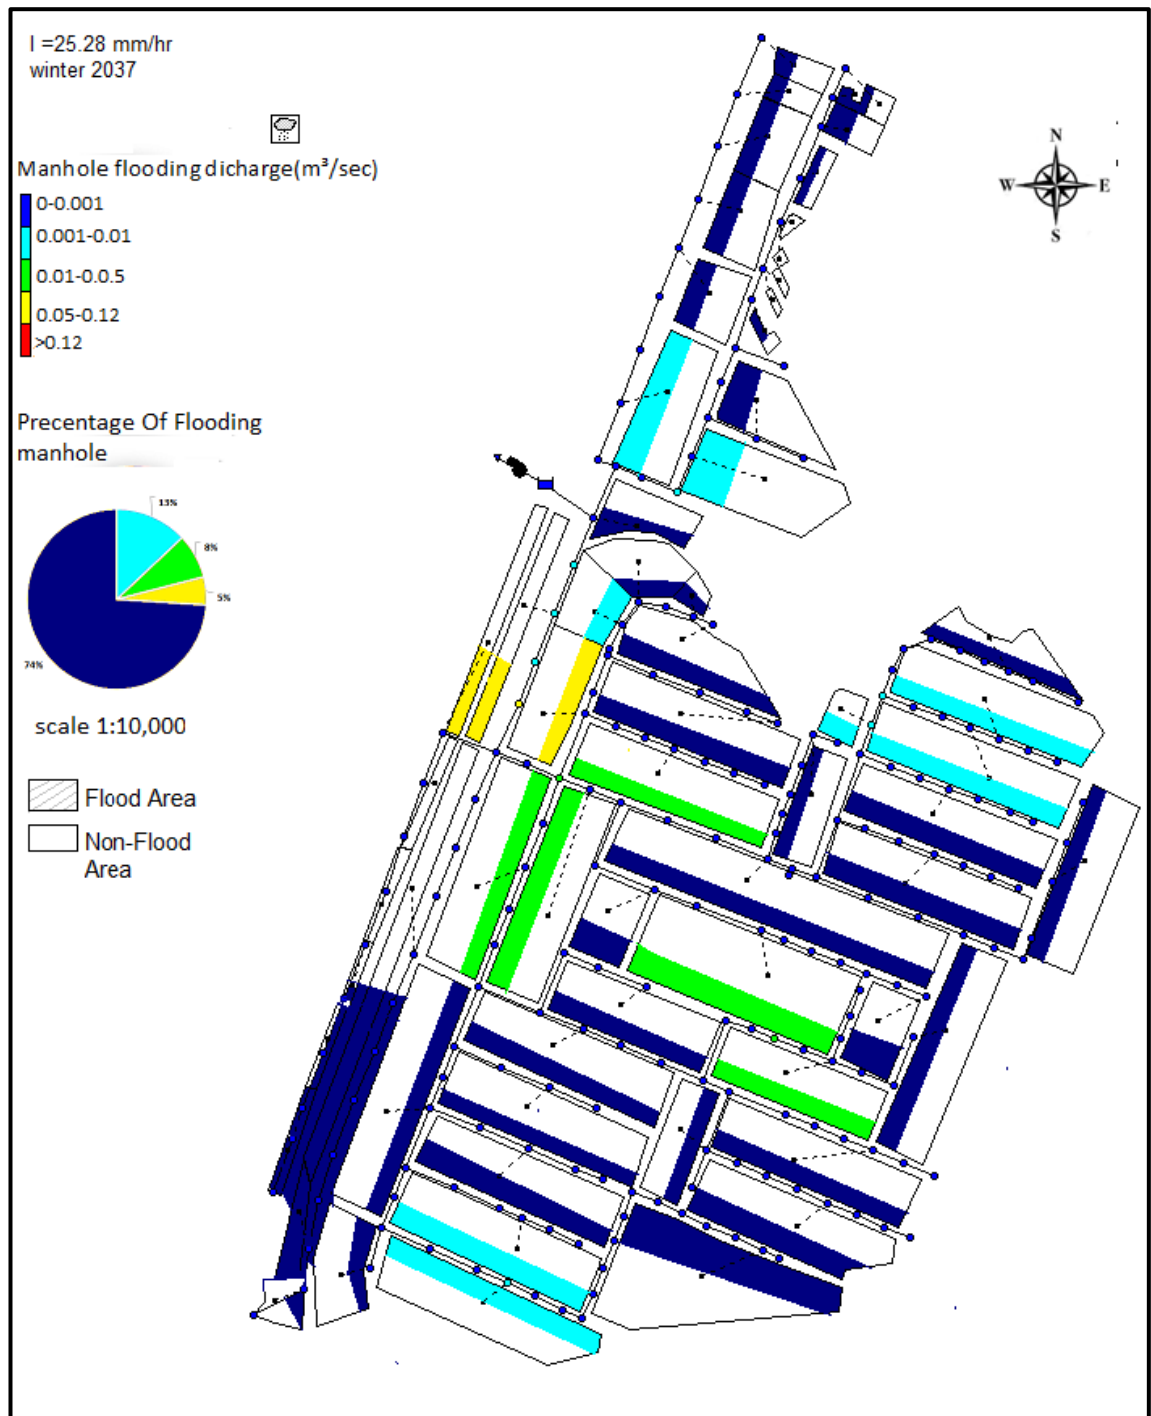 I =25.28 mm/hr
winter 2037
Manhole flooding dicharge(m³/sec)
0-0.001
0.001-0.01
0.01-0.0.5
0.05-0.12
>0.12
Precentage Of Flooding
manhole
13%
8%
5%
74%
scale 1:10,000
Flood Area
Non-Flood
Area
N
W
E
S